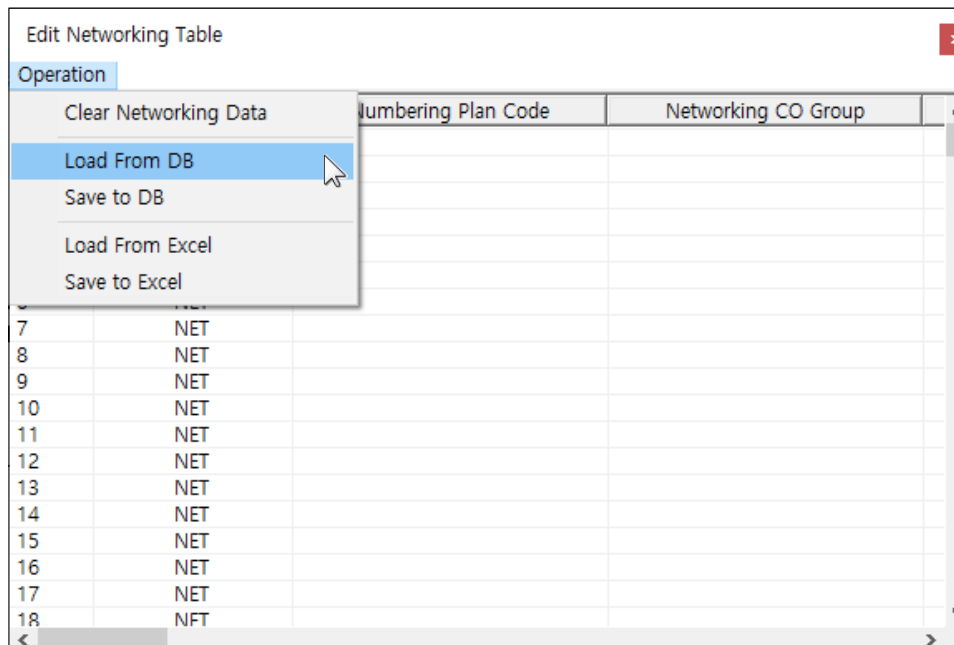 Edit Networking Table
Operation
Clear Networking Data
Numbering Plan Code Networking CO Group
Load From DB
Save to DB
Load From Excel
Save to Excel
7 NET
8 NET
9 NET
10 NET
11 NET
12 NET
13 NET
14 NET
15 NET
16 NET
17 NET
18 NET